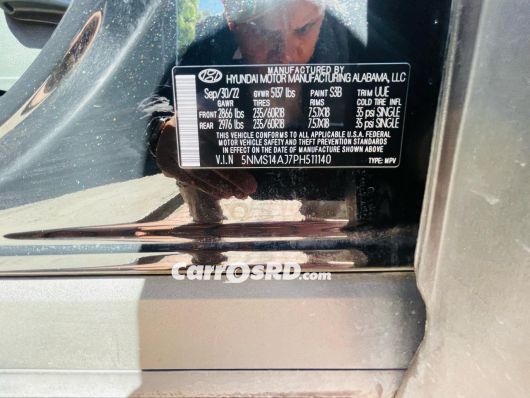 MANUFACTURED BY
HYUNDAI MOTOR MANUFACTURING ALABAMA, LLC
Sep/30/22 GVWR 5137 lbs PAINT S3B TRIM UUE
GAWR TIRES RIMS COLD TIRE INFL
FRONT 2866 lbs 235/60R18 7.5JX18 35 psi SINGLE
REAR 2976 lbs 235/60R18 7.5JX18 35 psi SINGLE
THIS VEHICLE CONFORMS TO ALL APPLICABLE U.S.A FEDERAL
MOTOR VEHICLE SAFETY AND THEFT PREVENTION STANDARDS
IN EFFECT ON THE DATE OF MANUFACTURE SHOWN ABOVE.
V.I.N 5NMS14AJ7PH511140 TYPE: MPV
CarrOsRD.com